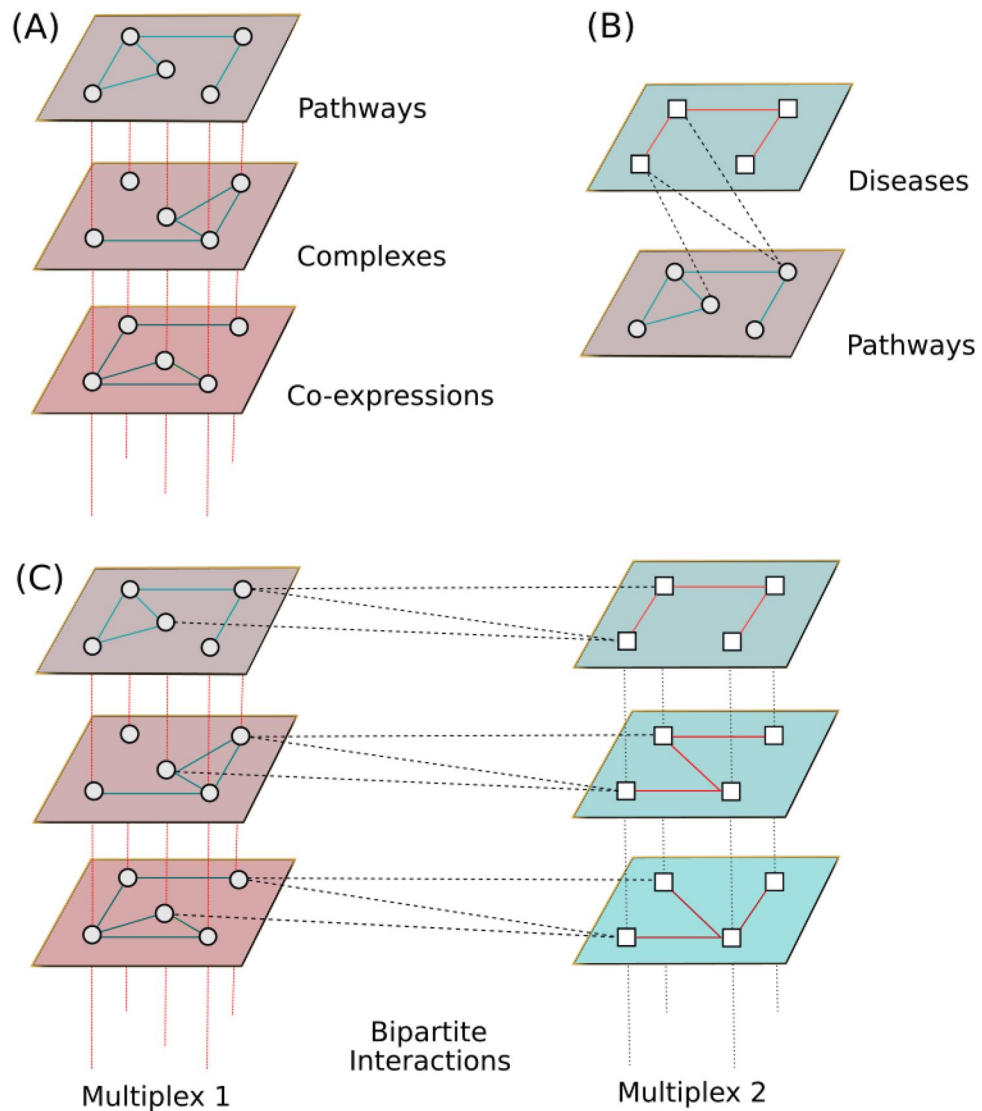 (A)
Pathways
Complexes
Co-expressions
(B)
Diseases
Pathways
(C)
Bipartite
Interactions
Multiplex 1
Multiplex 2